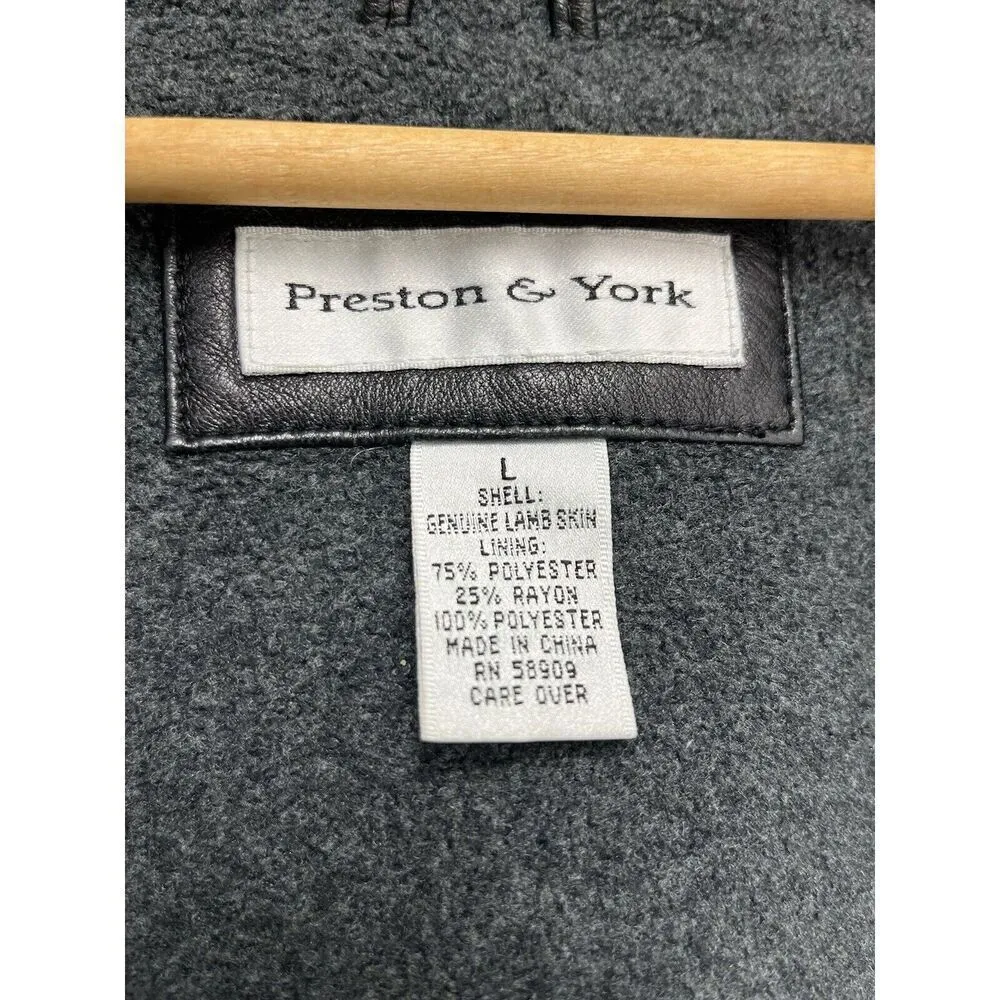 Preston & York
L
SHELL:
GENUINE LAMB SKIN
LINING:
75% POLYESTER
25% RAYON
100% POLYESTER
MADE IN CHINA
RN 58909
CARE OVER